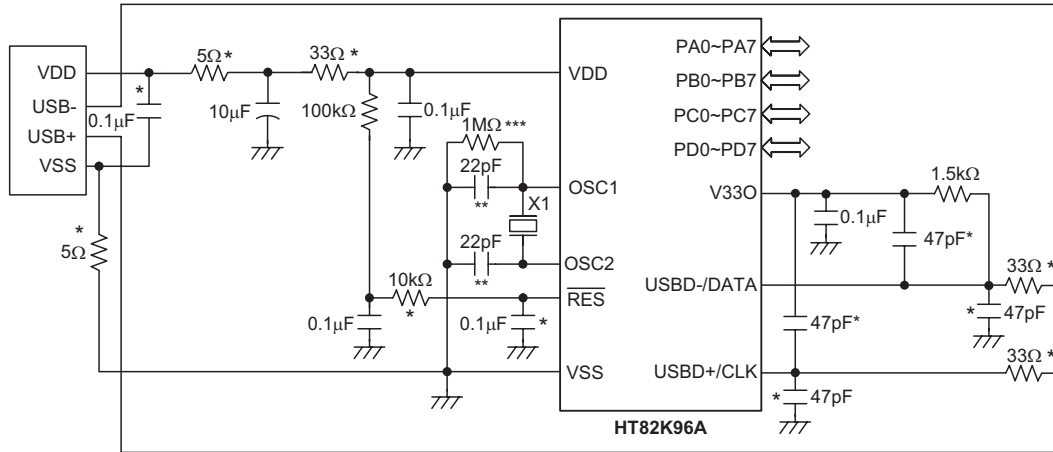 VDD
USB-
USB+
VSS
*
0.1µF
5Ω *
10µF
33Ω *
100kΩ
0.1µF
*
5Ω
1MΩ ***
22pF
**
X1
22pF
**
10kΩ
*
0.1µF
0.1µF *
VDD
OSC1
OSC2
RES
VSS
PA0~PA7
PB0~PB7
PC0~PC7
PD0~PD7
V33O
USBD-/DATA
USBD+/CLK
HT82K96A
0.1µF
1.5kΩ
47pF*
33Ω *
* 47pF
47pF*
33Ω *
* 47pF